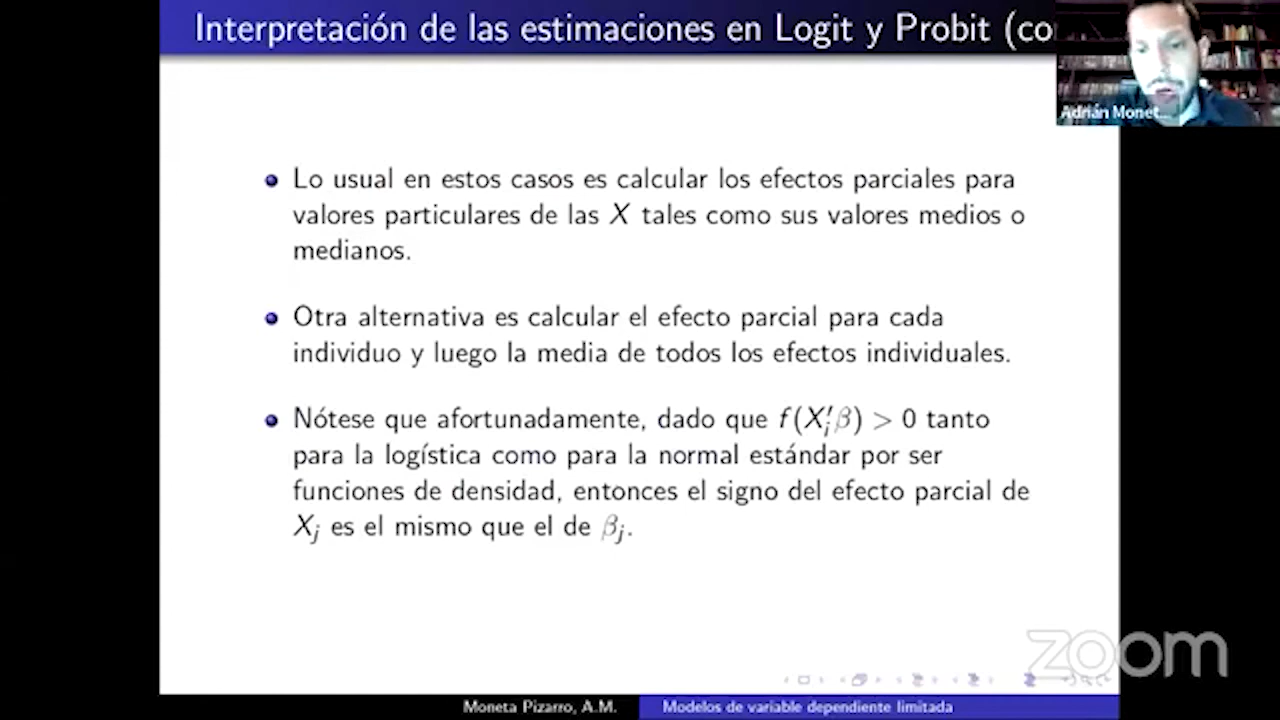 Interpretación de las estimaciones en Logit y Probit (co
Adrián Monet...
Lo usual en estos casos es calcular los efectos parciales para
valores particulares de las X tales como sus valores medios o
medianos.
Otra alternativa es calcular el efecto parcial para cada
individuo y luego la media de todos los efectos individuales.
Nótese que afortunadamente, dado que f(X′ᵢβ) > 0 tanto
para la logística como para la normal estándar por ser
funciones de densidad, entonces el signo del efecto parcial de
Xⱼ es el mismo que el de βⱼ.
zoom
Moneta Pizarro, A.M.
Modelos de variable dependiente limitada